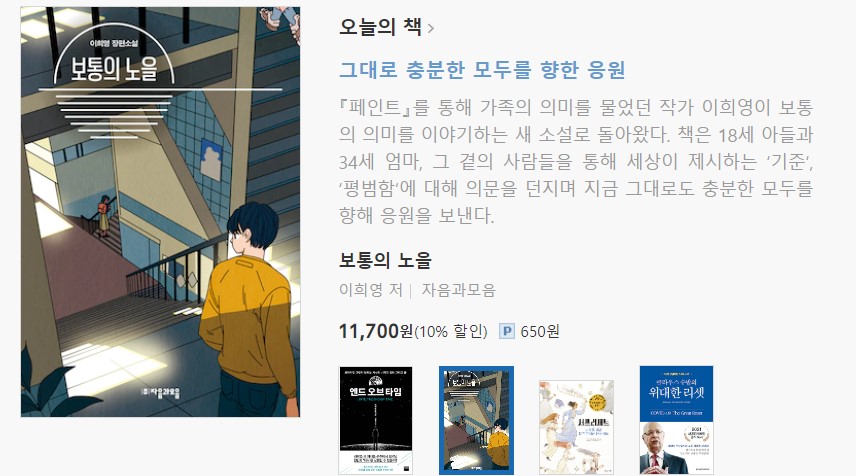 이희영 장편소설
보통의 노을
자음과모음
오늘의 책 >
그대로 충분한 모두를 향한 응원
『페인트』를 통해 가족의 의미를 물었던 작가 이희영이 보통
의 의미를 이야기하는 새 소설로 돌아왔다. 책은 18세 아들과
34세 엄마, 그 곁의 사람들을 통해 세상이 제시하는 ‘기준’,
‘평범함’에 대해 의문을 던지며 지금 그대로도 충분한 모두를
향해 응원을 보낸다.
보통의 노을
이희영 저 | 자음과모음
11,700원(10% 할인) P 650원
엔드 오브 타임
보통의 노을
클라우스 슈밥의
위대한 리셋
COVID-19: The Great Reset